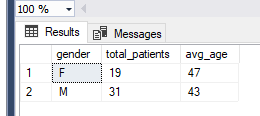 100 %
Results Messages
gender total_patients avg_age
1 F 19 47
2 M 31 43